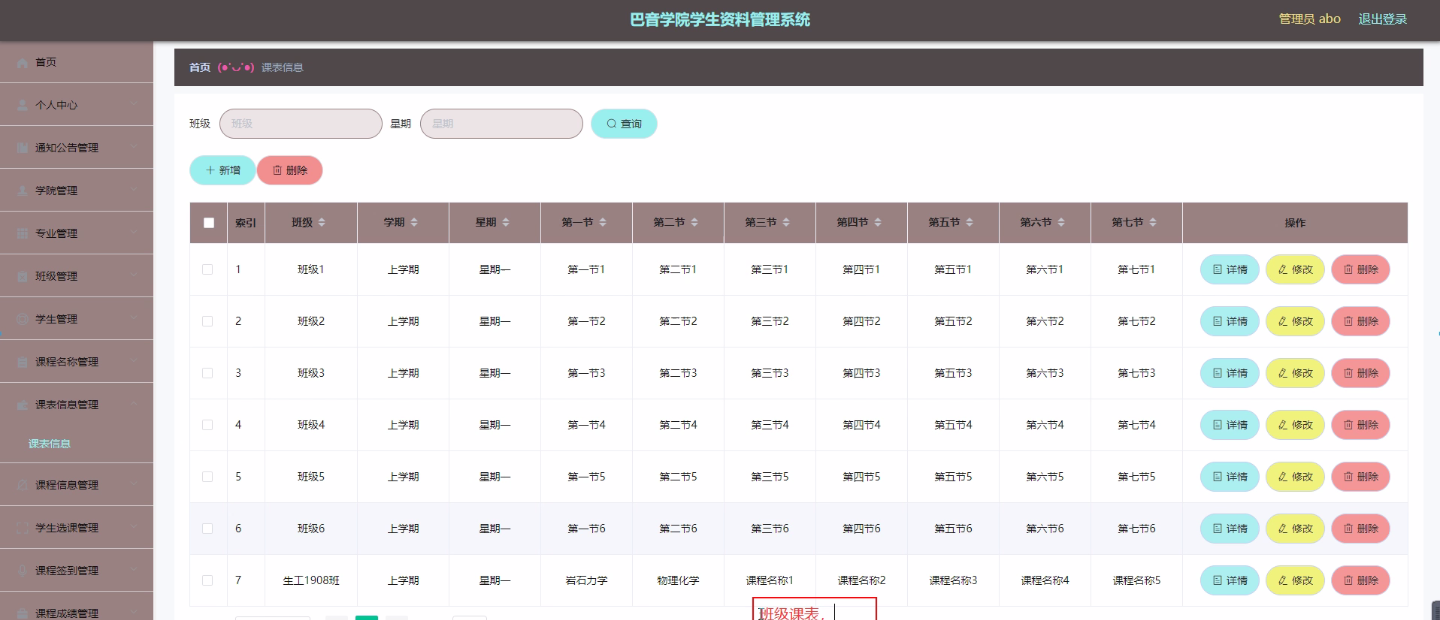 巴音学院学生资料管理系统
管理员 abo 退出登录
首页
个人中心
通知公告管理
学院管理
专业管理
班级管理
学生管理
课程名称管理
课表信息管理
课表信息
课程信息管理
学生选课管理
课程签到管理
课程成绩管理
首页 (●'◡'●) 课表信息
班级 班级 星期 星期 查询
新增 删除
索引 班级 学期 星期 第一节 第二节 第三节 第四节 第五节 第六节 第七节 操作
1 班级1 上学期 星期一 第一节1 第二节1 第三节1 第四节1 第五节1 第六节1 第七节1 详情 修改 删除
2 班级2 上学期 星期一 第一节2 第二节2 第三节2 第四节2 第五节2 第六节2 第七节2 详情 修改 删除
3 班级3 上学期 星期一 第一节3 第二节3 第三节3 第四节3 第五节3 第六节3 第七节3 详情 修改 删除
4 班级4 上学期 星期一 第一节4 第二节4 第三节4 第四节4 第五节4 第六节4 第七节4 详情 修改 删除
5 班级5 上学期 星期一 第一节5 第二节5 第三节5 第四节5 第五节5 第六节5 第七节5 详情 修改 删除
6 班级6 上学期 星期一 第一节6 第二节6 第三节6 第四节6 第五节6 第六节6 第七节6 详情 修改 删除
7 生工1908班 上学期 星期一 岩石力学 物理化学 课程名称1 课程名称2 课程名称3 课程名称4 课程名称5 详情 修改 删除
班级课表，